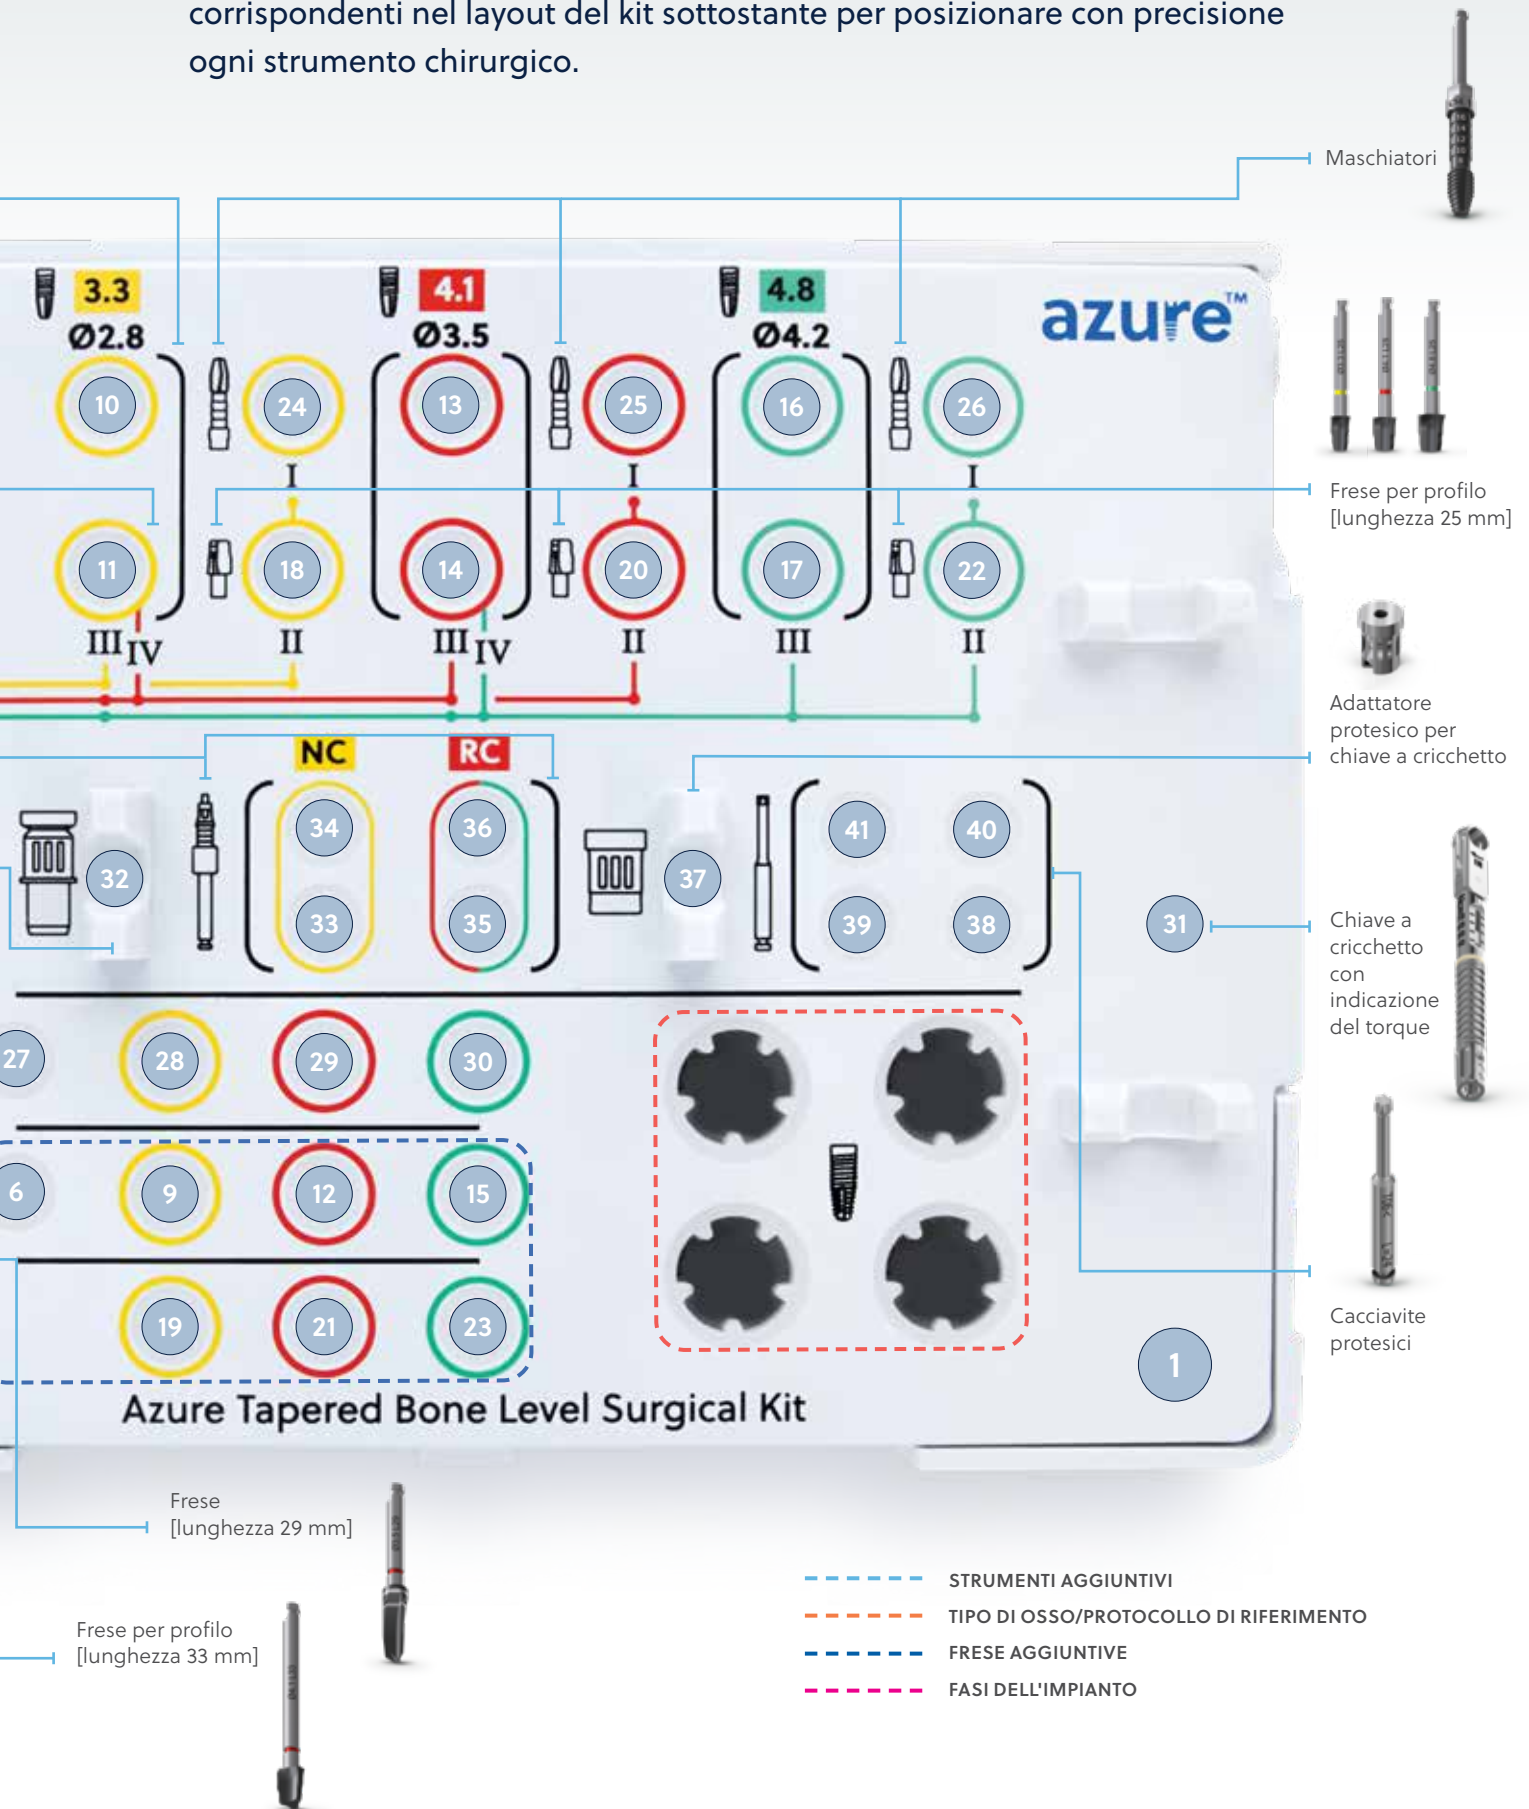 corrispondenti nel layout del kit sottostante per posizionare con precisione
ogni strumento chirurgico.
Maschiatori
3.3
Ø2.8
4.1
Ø3.5
4.8
Ø4.2
azure™
10
24
13
25
16
26
I
I
I
Frese per profilo
[lunghezza 25 mm]
11
18
14
20
17
22
III
IV
II
III
IV
II
III
II
Adattatore
protesico per
chiave a cricchetto
NC
RC
34
36
41
40
32
37
33
35
39
38
31
Chiave a
cricchetto
con
indicazione
del torque
27
28
29
30
6
9
12
15
19
21
23
1
Cacciavite
protesici
Azure Tapered Bone Level Surgical Kit
Frese
[lunghezza 29 mm]
Frese per profilo
[lunghezza 33 mm]
STRUMENTI AGGIUNTIVI
TIPO DI OSSO/PROTOCOLLO DI RIFERIMENTO
FRESE AGGIUNTIVE
FASI DELL'IMPIANTO